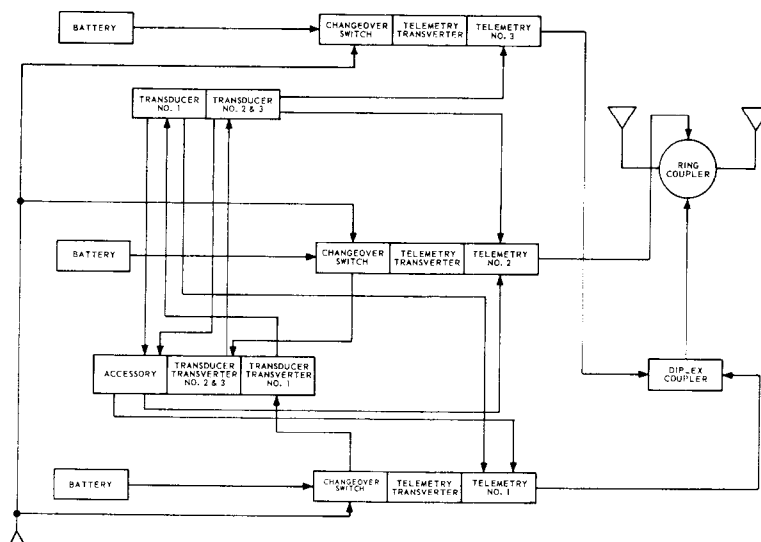 BATTERY
CHANGEOVER
SWITCH
TELEMETRY
TRANSVERTER
TELEMETRY
NO. 3
TRANSDUCER
NO. 1
TRANSDUCER
NO. 2 & 3
RING
COUPLER
BATTERY
CHANGEOVER
SWITCH
TELEMETRY
TRANSVERTER
TELEMETRY
NO. 2
ACCESSORY
TRANSDUCER
TRANSVERTER
NO. 2 & 3
TRANSDUCER
TRANSVERTER
NO. 1
DIPLEX
COUPLER
BATTERY
CHANGEOVER
SWITCH
TELEMETRY
TRANSVERTER
TELEMETRY
NO. 1